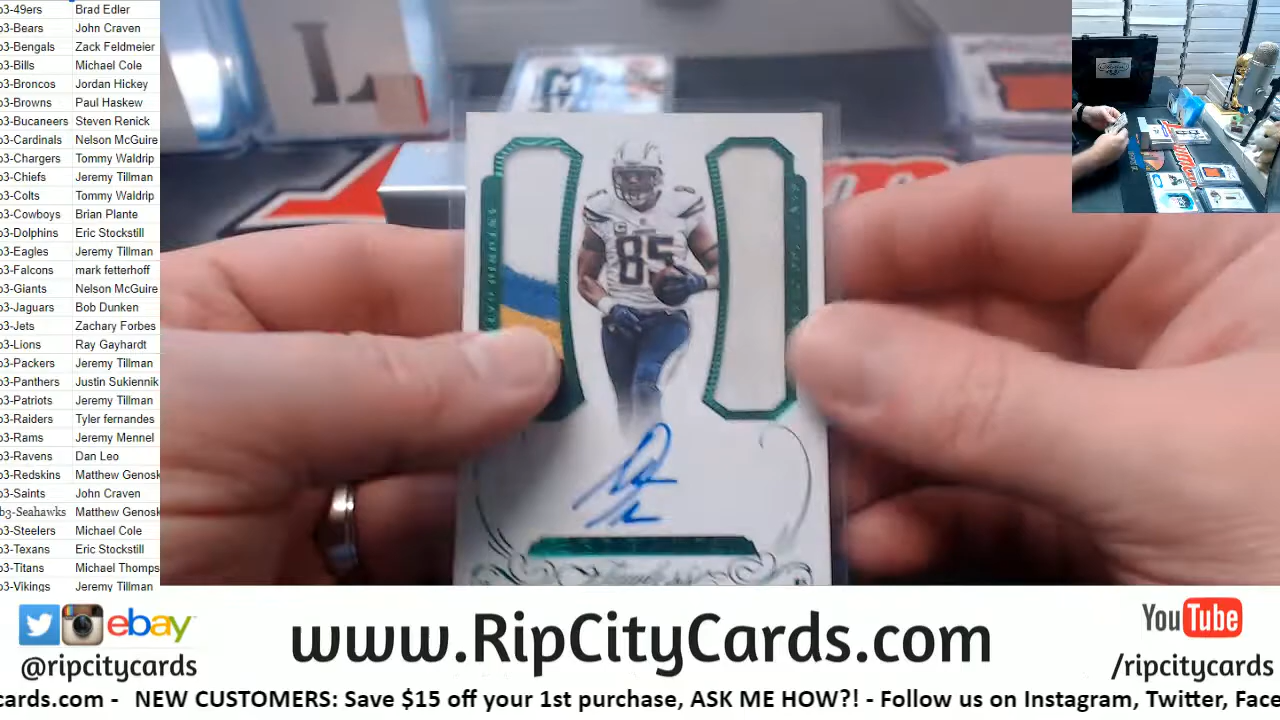 b3-49ers Brad Edler
b3-Bears John Craven
b3-Bengals Zack Feldmeier
b3-Bills Michael Cole
b3-Broncos Jordan Hickey
b3-Browns Paul Haskew
b3-Bucaneers Steven Renick
b3-Cardinals Nelson McGuire
b3-Chargers Tommy Waldrip
b3-Chiefs Jeremy Tillman
b3-Colts Tommy Waldrip
b3-Cowboys Brian Plante
b3-Dolphins Eric Stockstill
b3-Eagles Jeremy Tillman
b3-Falcons mark fetterhoff
b3-Giants Nelson McGuire
b3-Jaguars Bob Dunken
b3-Jets Zachary Forbes
b3-Lions Ray Gayhardt
b3-Packers Jeremy Tillman
b3-Panthers Justin Sukiennik
b3-Patriots Jeremy Tillman
b3-Raiders Tyler fernandes
b3-Rams Jeremy Mennel
b3-Ravens Dan Leo
b3-Redskins Matthew Genosk
b3-Saints John Craven
b3-Seahawks Matthew Genosk
b3-Steelers Michael Cole
b3-Texans Eric Stockstill
b3-Titans Michael Thomps
b3-Vikings Jeremy Tillman
L
85
ebay
@ripcitycards
www.RipCityCards.com
YouTube
/ripcitycards
cards.com - NEW CUSTOMERS: Save $15 off your 1st purchase, ASK ME HOW?! - Follow us on Instagram, Twitter, Face